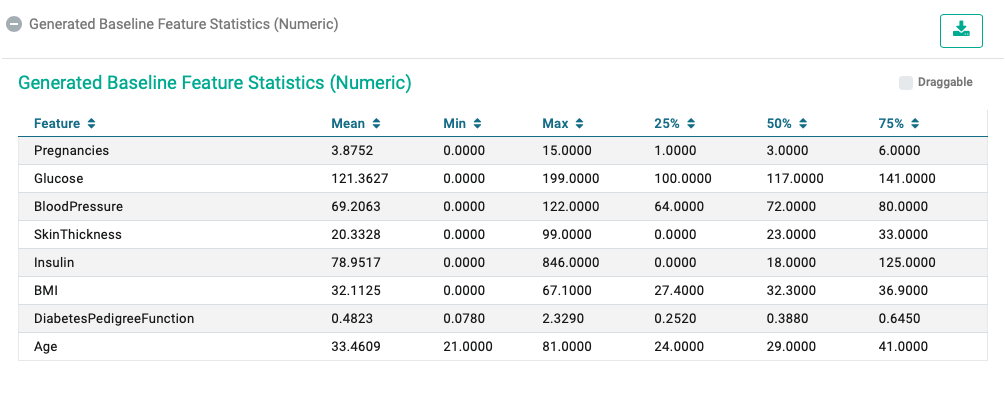 Generated Baseline Feature Statistics (Numeric)
Generated Baseline Feature Statistics (Numeric)
Draggable
Feature Mean Min Max 25% 50% 75%
Pregnancies 3.8752 0.0000 15.0000 1.0000 3.0000 6.0000
Glucose 121.3627 0.0000 199.0000 100.0000 117.0000 141.0000
BloodPressure 69.2063 0.0000 122.0000 64.0000 72.0000 80.0000
SkinThickness 20.3328 0.0000 99.0000 0.0000 23.0000 33.0000
Insulin 78.9517 0.0000 846.0000 0.0000 18.0000 125.0000
BMI 32.1125 0.0000 67.1000 27.4000 32.3000 36.9000
DiabetesPedigreeFunction 0.4823 0.0780 2.3290 0.2520 0.3880 0.6450
Age 33.4609 21.0000 81.0000 24.0000 29.0000 41.0000